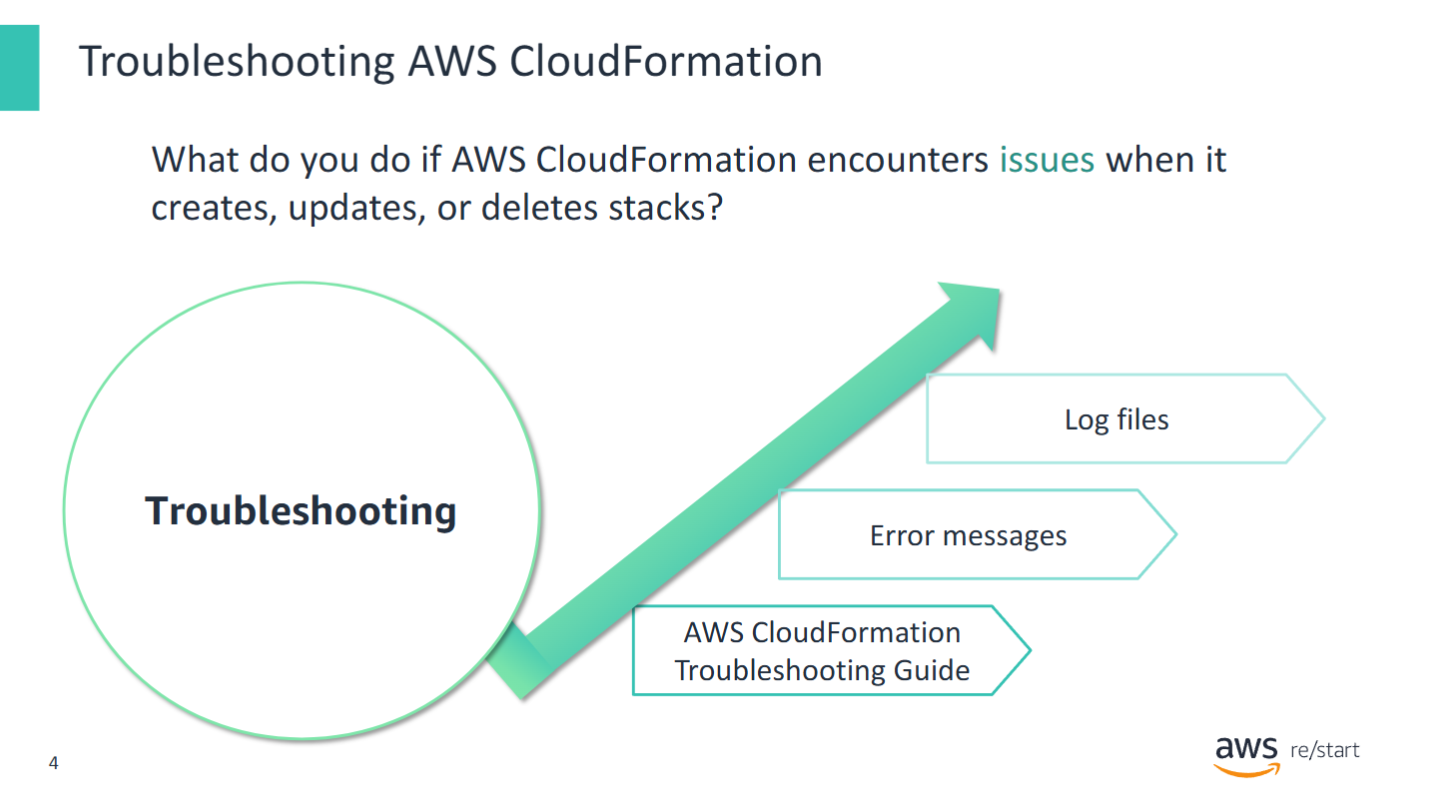 Troubleshooting AWS CloudFormation
What do you do if AWS CloudFormation encounters issues when it
creates, updates, or deletes stacks?
Troubleshooting
Log files
Error messages
AWS CloudFormation
Troubleshooting Guide
4
aws re/start